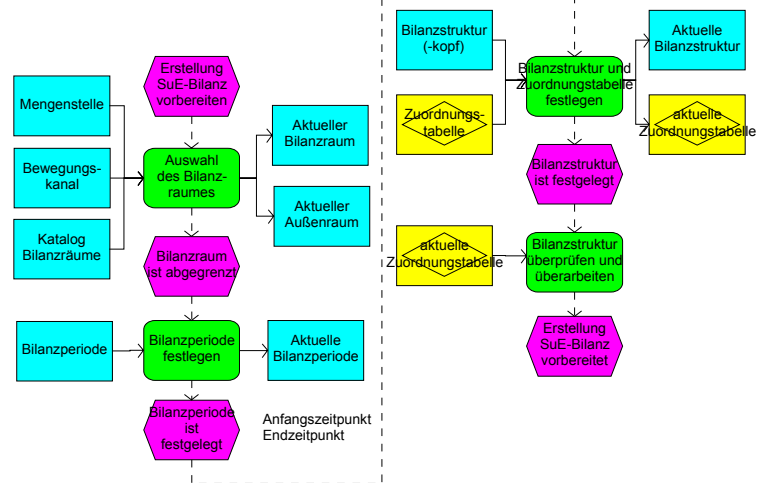 Erstellung
SuE-Bilanz
vorbereiten
Mengenstelle
Bewegungs-
kanal
Katalog
Bilanzräume
Auswahl
des Bilanz-
raumes
Aktueller
Bilanzraum
Aktueller
Außenraum
Bilanzraum
ist abgegrenzt
Bilanzperiode
Bilanzperiode
festlegen
Aktuelle
Bilanzperiode
Bilanzperiode
ist
festgelegt
Anfangszeitpunkt
Endzeitpunkt
Bilanzstruktur
(-kopf)
Zuordnungs-
tabelle
Bilanzstruktur und
Zuordnungstabelle
festlegen
Aktuelle
Bilanzstruktur
aktuelle
Zuordnungstabelle
Bilanzstruktur
ist festgelegt
aktuelle
Zuordnungstabelle
Bilanzstruktur
überprüfen und
überarbeiten
Erstellung
SuE-Bilanz
vorbereitet